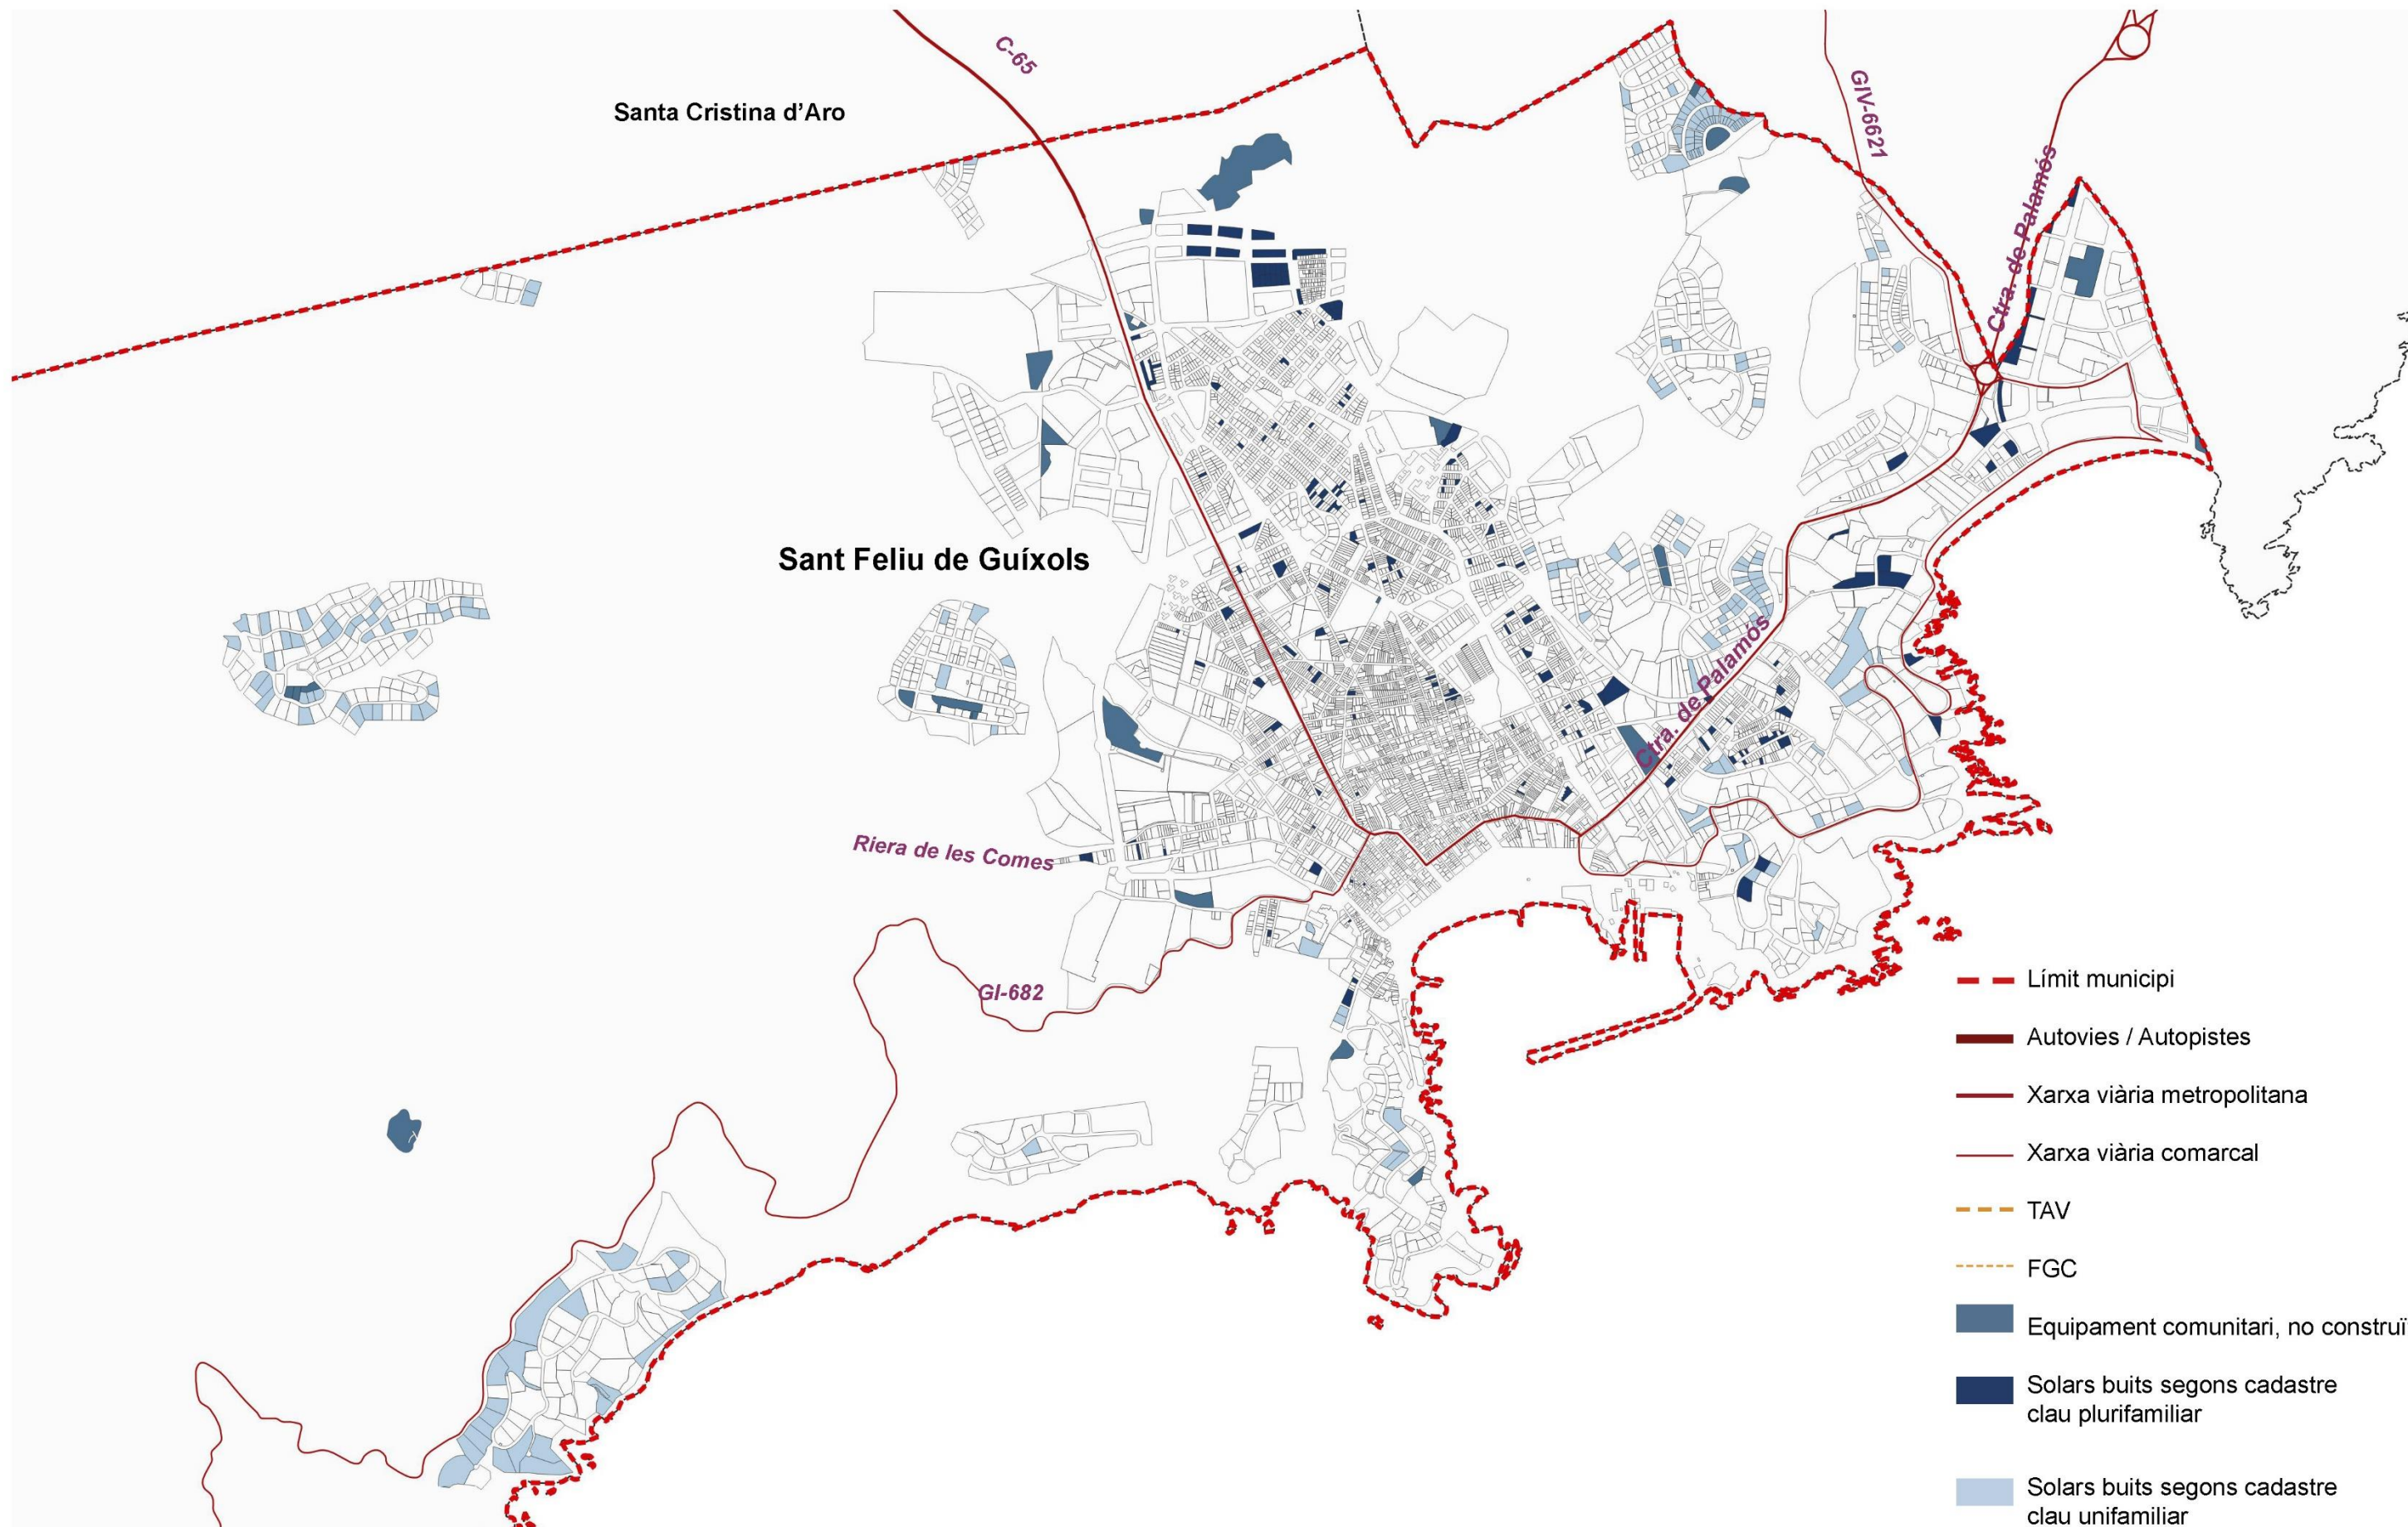 C-65
Santa Cristina d’Aro
GIV-6621
Ctra. de Palamós
Sant Feliu de Guíxols
Ctra. de Palamós
Riera de les Comes
GI-682
Límit municipi
Autovies / Autopistes
Xarxa viària metropolitana
Xarxa viària comarcal
TAV
FGC
Equipament comunitari, no construï
Solars buits segons cadastre
clau plurifamiliar
Solars buits segons cadastre
clau unifamiliar